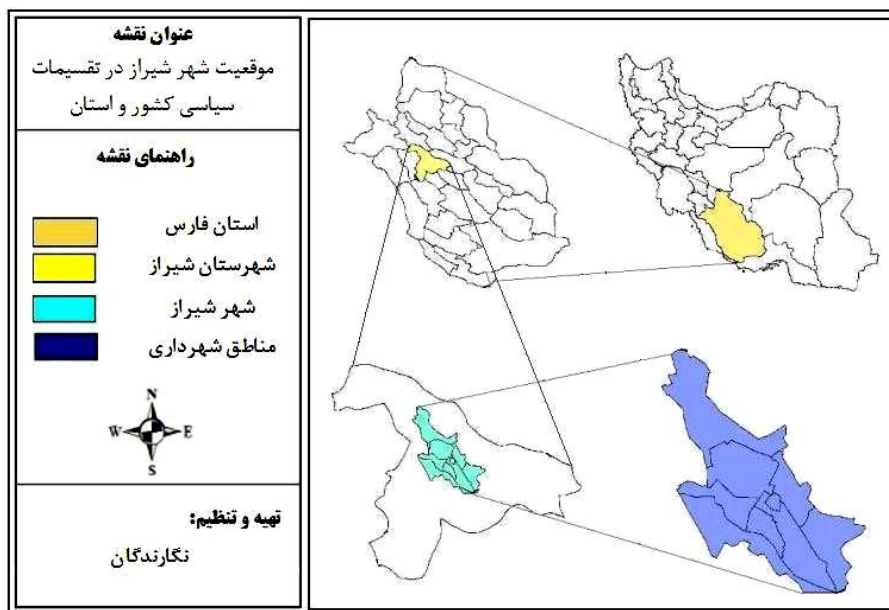 عنوان نقشه
موقعیت شهر شیراز در تقسیمات
سیاسی کشور و استان
راهنمای نقشه
استان فارس
شهرستان شیراز
شهر شیراز
مناطق شهرداری
N
W E
S
تهیه و تنظیم:
نگارندگان